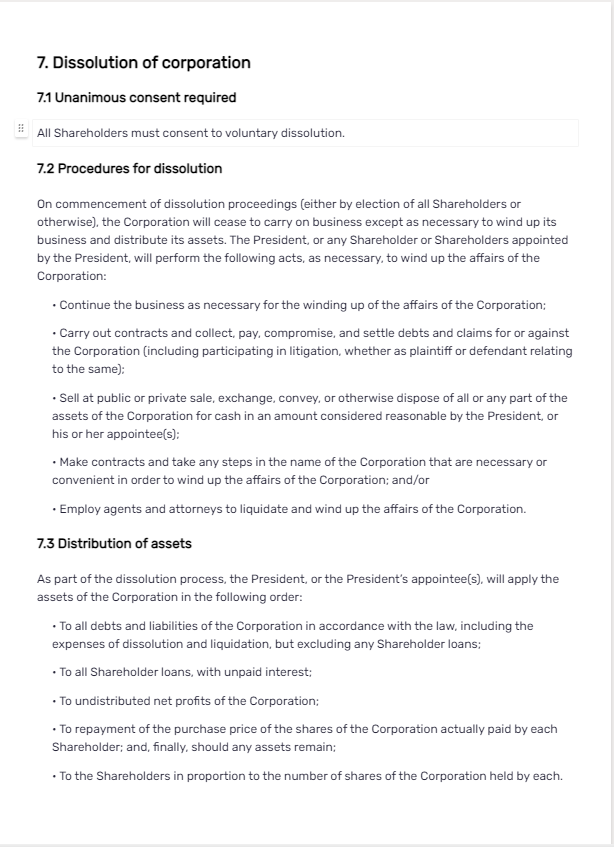 7. Dissolution of corporation
7.1 Unanimous consent required
All Shareholders must consent to voluntary dissolution.
7.2 Procedures for dissolution
On commencement of dissolution proceedings (either by election of all Shareholders or
otherwise), the Corporation will cease to carry on business except as necessary to wind up its
business and distribute its assets. The President, or any Shareholder or Shareholders appointed
by the President, will perform the following acts, as necessary, to wind up the affairs of the
Corporation:
• Continue the business as necessary for the winding up of the affairs of the Corporation;
• Carry out contracts and collect, pay, compromise, and settle debts and claims for or against
the Corporation (including participating in litigation, whether as plaintiff or defendant relating
to the same);
• Sell at public or private sale, exchange, convey, or otherwise dispose of all or any part of the
assets of the Corporation for cash in an amount considered reasonable by the President, or
his or her appointee(s);
• Make contracts and take any steps in the name of the Corporation that are necessary or
convenient in order to wind up the affairs of the Corporation; and/or
• Employ agents and attorneys to liquidate and wind up the affairs of the Corporation.
7.3 Distribution of assets
As part of the dissolution process, the President, or the President's appointee(s), will apply the
assets of the Corporation in the following order:
• To all debts and liabilities of the Corporation in accordance with the law, including the
expenses of dissolution and liquidation, but excluding any Shareholder loans;
• To all Shareholder loans, with unpaid interest;
• To undistributed net profits of the Corporation;
• To repayment of the purchase price of the shares of the Corporation actually paid by each
Shareholder; and, finally, should any assets remain;
• To the Shareholders in proportion to the number of shares of the Corporation held by each.